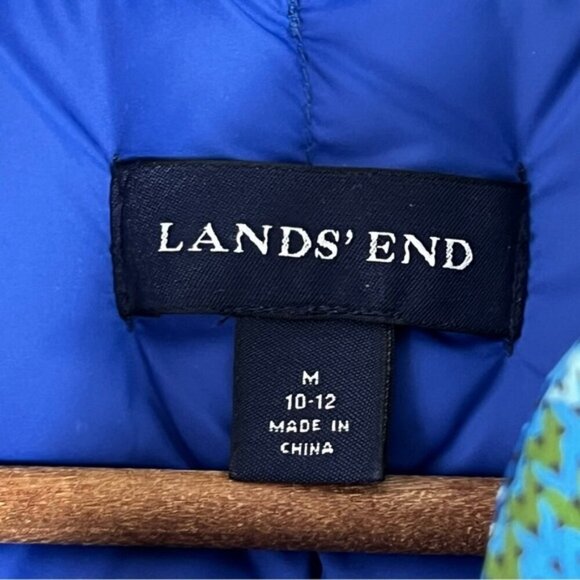 LANDS' END
M
10-12
MADE IN
CHINA